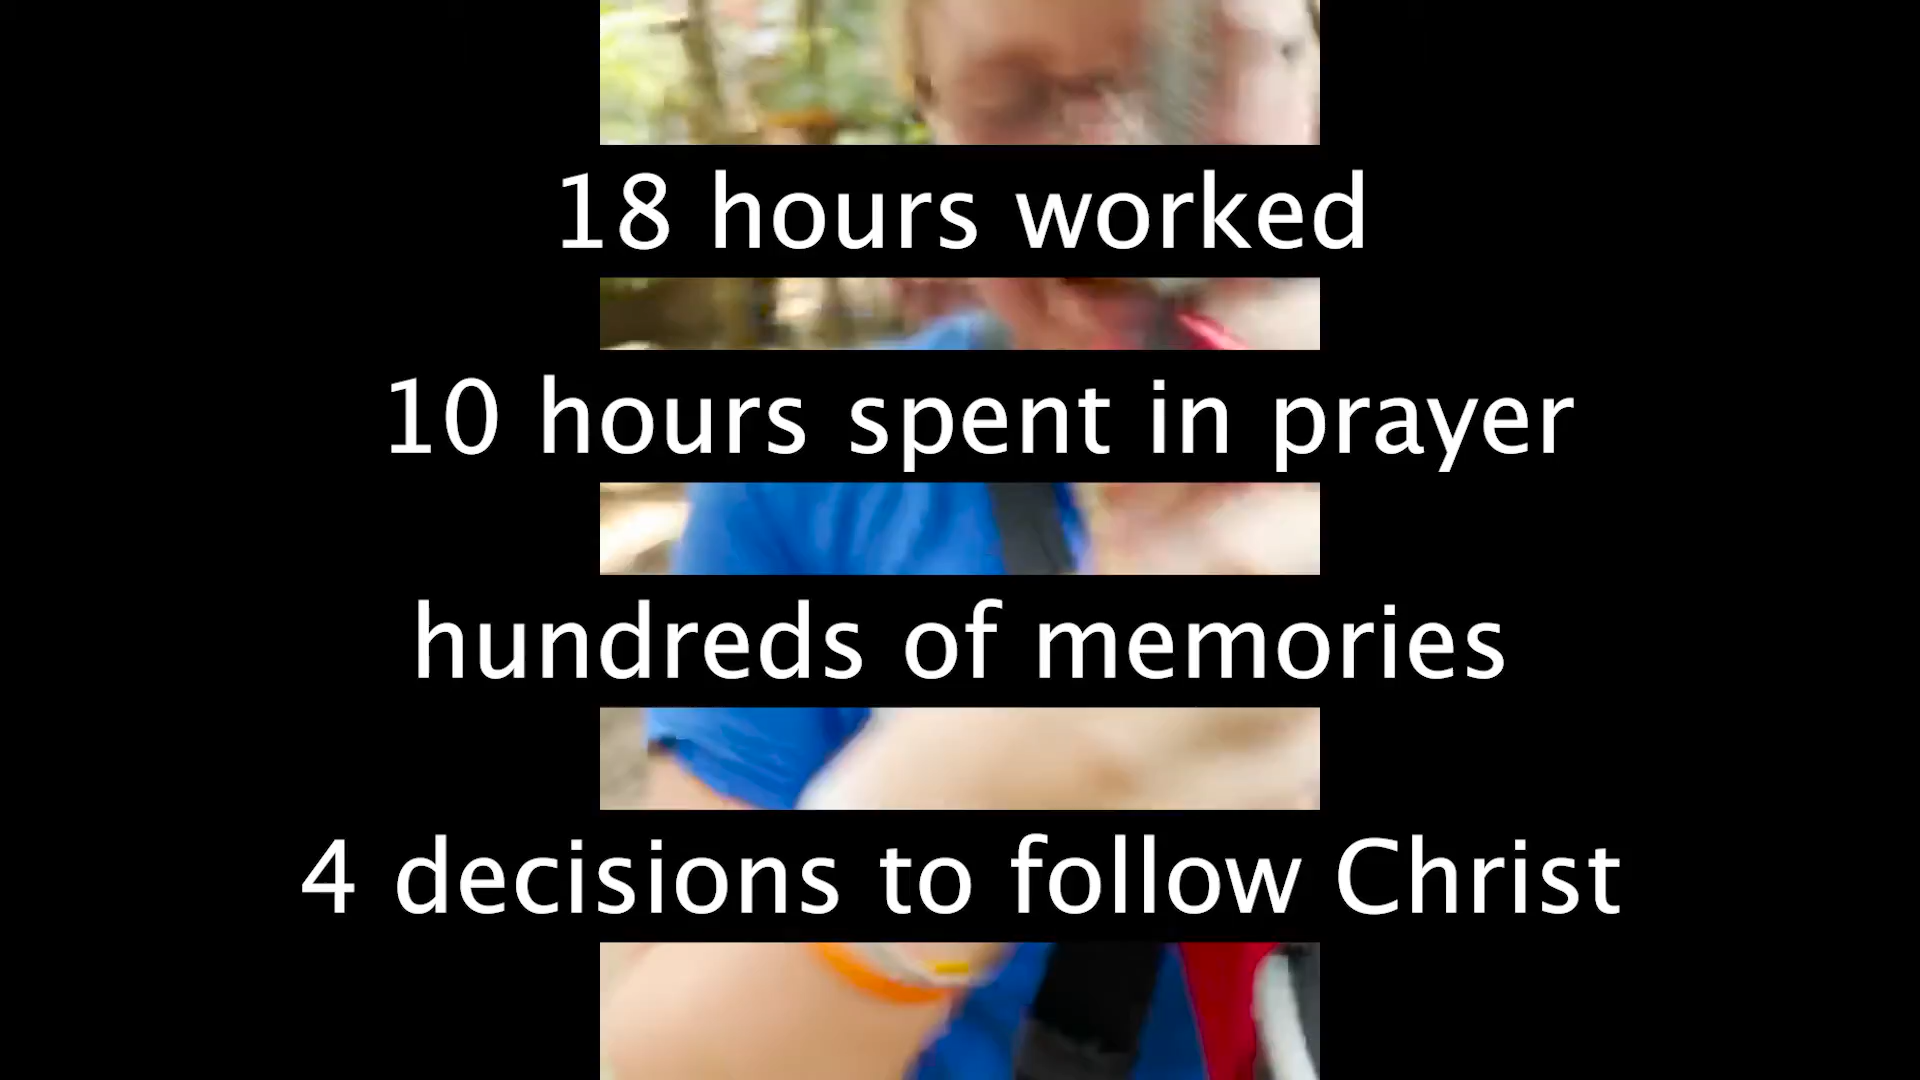 18 hours worked
10 hours spent in prayer
hundreds of memories
4 decisions to follow Christ